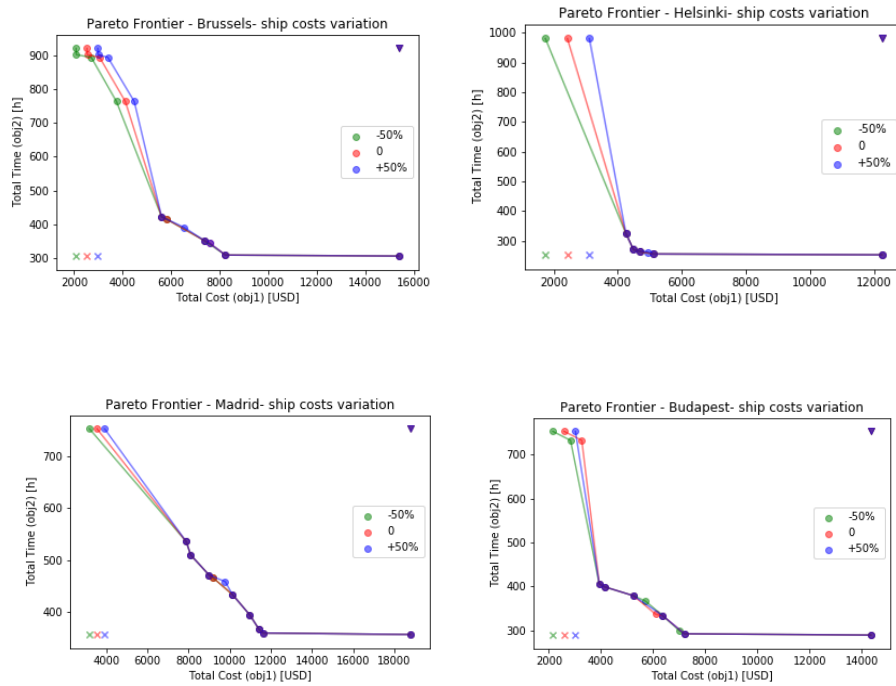 Pareto Frontier - Brussels- ship costs variation
Total Time (obj2) [h]
900
800
700
600
500
400
300
-50%
0
+50%
2000 4000 6000 8000 10000 12000 14000 16000
Total Cost (obj1) [USD]
Pareto Frontier - Helsinki- ship costs variation
Total Time (obj2) [h]
1000
900
800
700
600
500
400
300
-50%
0
+50%
2000 4000 6000 8000 10000 12000
Total Cost (obj1) [USD]
Pareto Frontier - Madrid- ship costs variation
Total Time (obj2) [h]
700
600
500
400
-50%
0
+50%
4000 6000 8000 10000 12000 14000 16000 18000
Total Cost (obj1) [USD]
Pareto Frontier - Budapest- ship costs variation
Total Time (obj2) [h]
700
600
500
400
300
-50%
0
+50%
2000 4000 6000 8000 10000 12000 14000
Total Cost (obj1) [USD]